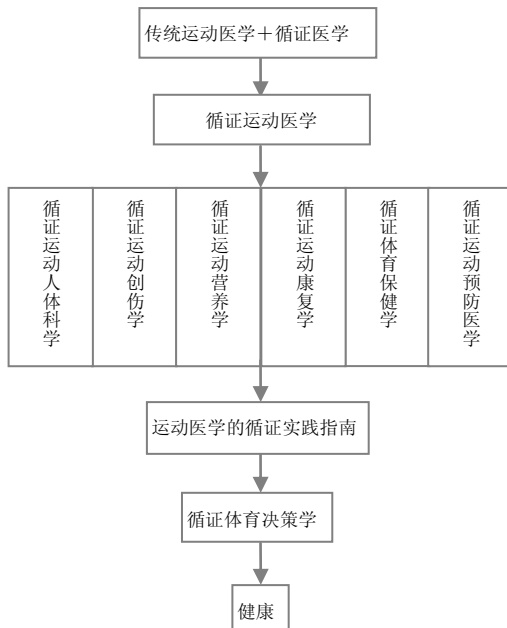 传统运动医学＋循证医学
循证运动医学
循证运动人体科学
循证运动创伤学
循证运动营养学
循证运动康复学
循证体育保健学
循证运动预防医学
运动医学的循证实践指南
循证体育决策学
健康